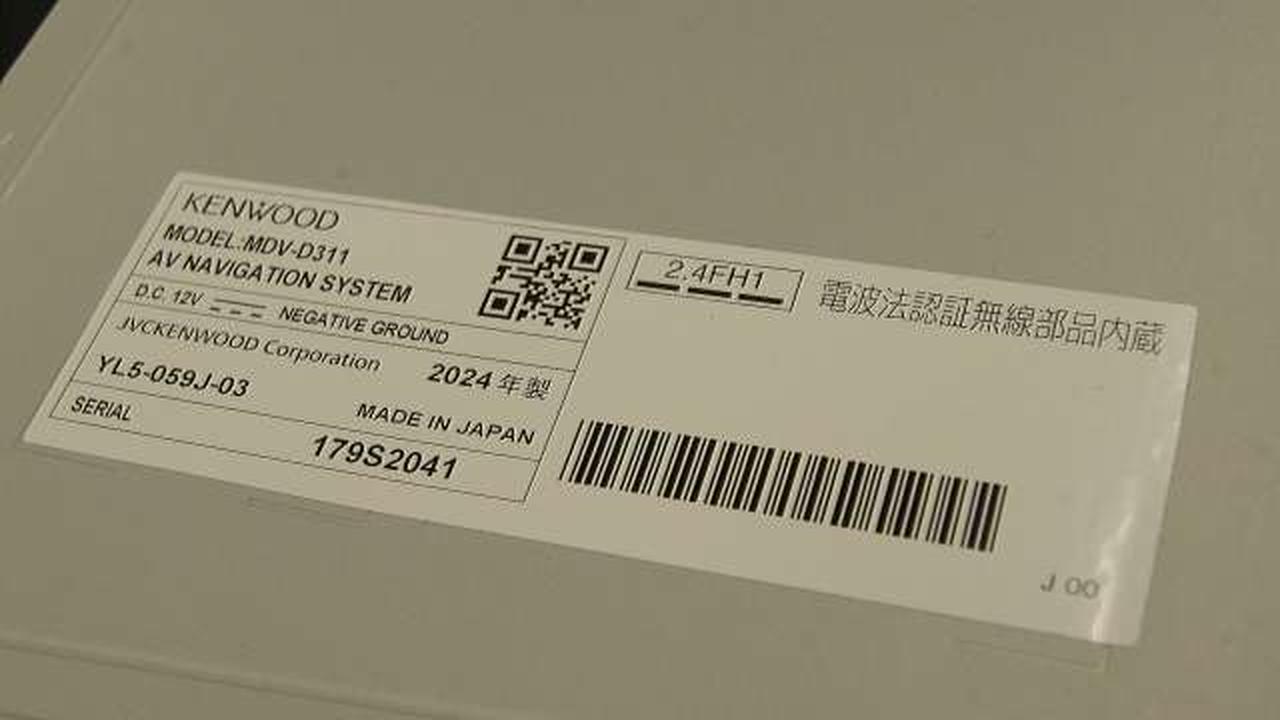 KENWOOD
MODEL:MDV-D311
AV NAVIGATION SYSTEM
D.C. 12V NEGATIVE GROUND
JVCKENWOOD Corporation
2024 年製
YL5-059J-03
MADE IN JAPAN
SERIAL
179S2041
2.4FH1
電波法認証無線部品内蔵
J 00